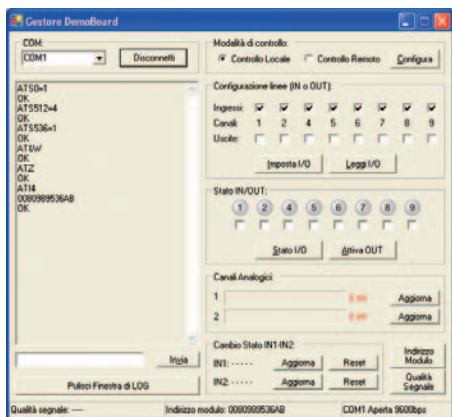 Gestore DemoBoard
COM:
COM1
Disconnetti
ATS0=1
OK
ATS512=4
OK
ATS536=1
OK
AT&W
OK
ATZ
OK
ATI4
0080989536AB
OK
Invia
Pulisci Finestra di LOG
Modalità di controllo:
Controllo Locale Controllo Remoto Configura
Configurazione linee (IN o OUT):
Ingressi:
Canali: 1 2 4 5 6 7 8 9
Uscite:
Imposta I/O Leggi I/O
Stato IN/OUT:
1 2 4 5 6 7 8 9
Stato I/O Attiva OUT
Canali Analogici:
1 Aggiorna
2 Aggiorna
Cambio Stato IN1-IN2:
IN1: ----- Aggiorna Reset
IN2: ----- Aggiorna Reset
Indirizzo
Modulo
Qualità
Segnale
Qualità segnale: ---- Indirizzo modulo: 0080989536AB COM1 Aperta 9600bps